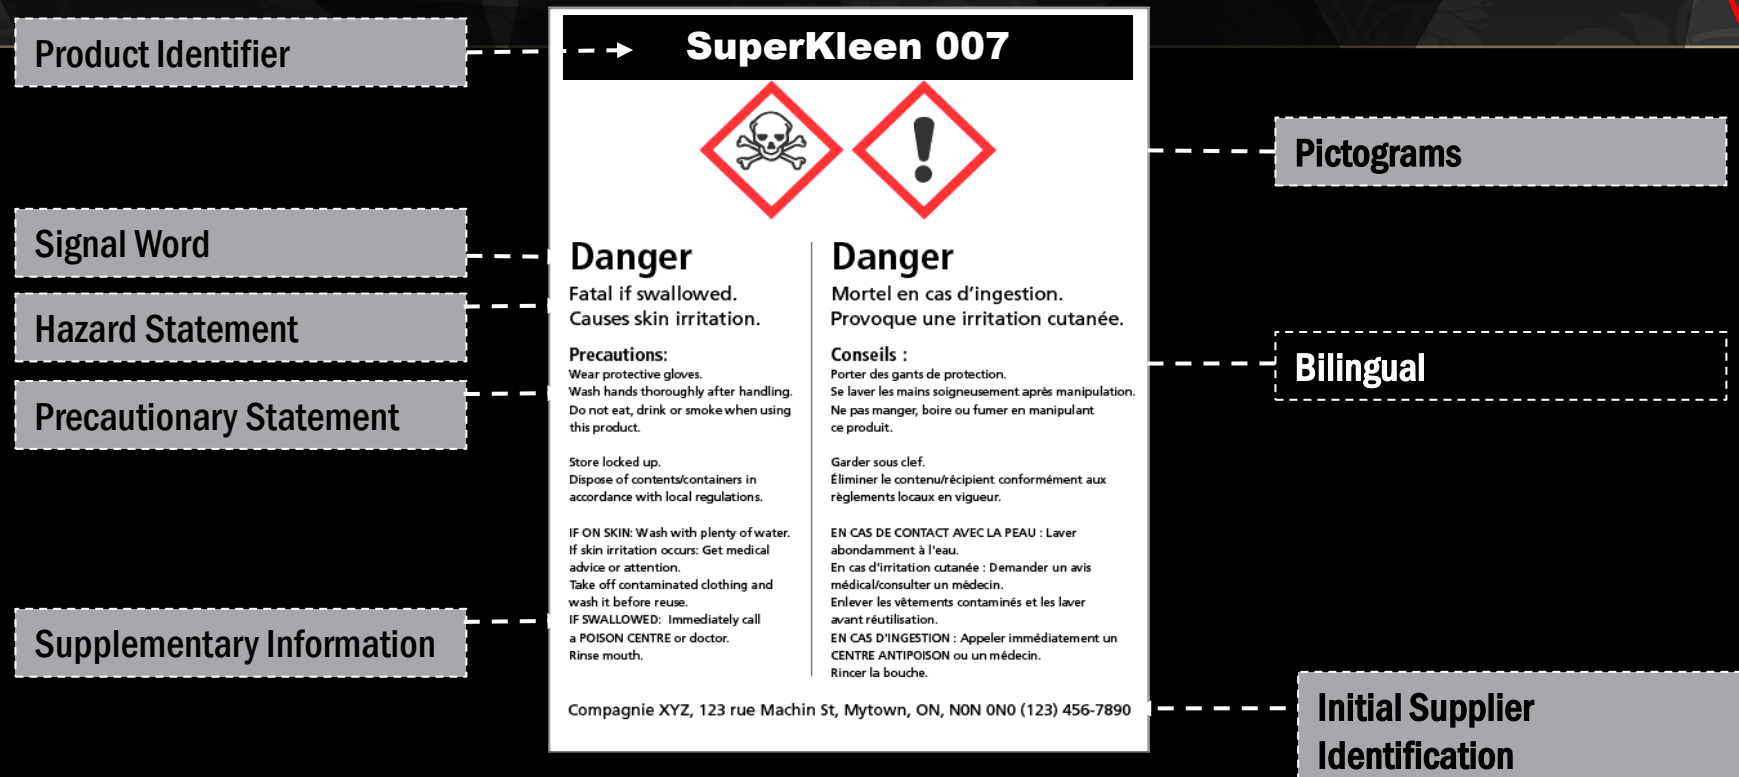 Product Identifier
Signal Word
Hazard Statement
Precautionary Statement
Supplementary Information
SuperKleen 007
Danger
Fatal if swallowed.
Causes skin irritation.
Precautions:
Wear protective gloves.
Wash hands thoroughly after handling.
Do not eat, drink or smoke when using
this product.
Store locked up.
Dispose of contents/containers in
accordance with local regulations.
IF ON SKIN: Wash with plenty of water.
If skin irritation occurs: Get medical
advice or attention.
Take off contaminated clothing and
wash it before reuse.
IF SWALLOWED: Immediately call
a POISON CENTRE or doctor.
Rinse mouth.
Danger
Mortel en cas d'ingestion.
Provoque une irritation cutanée.
Conseils :
Porter des gants de protection.
Se laver les mains soigneusement après manipulation.
Ne pas manger, boire ou fumer en manipulant
ce produit.
Garder sous clef.
Éliminer le contenu/récipient conformément aux
règlements locaux en vigueur.
EN CAS DE CONTACT AVEC LA PEAU : Laver
abondamment à l'eau.
En cas d'irritation cutanée : Demander un avis
médical/consulter un médecin.
Enlever les vêtements contaminés et les laver
avant réutilisation.
EN CAS D'INGESTION : Appeler immédiatement un
CENTRE ANTIPOISON ou un médecin.
Rincer la bouche.
Compagnie XYZ, 123 rue Machin St, Mytown, ON, N0N 0N0 (123) 456-7890
Pictograms
Bilingual
Initial Supplier
Identification